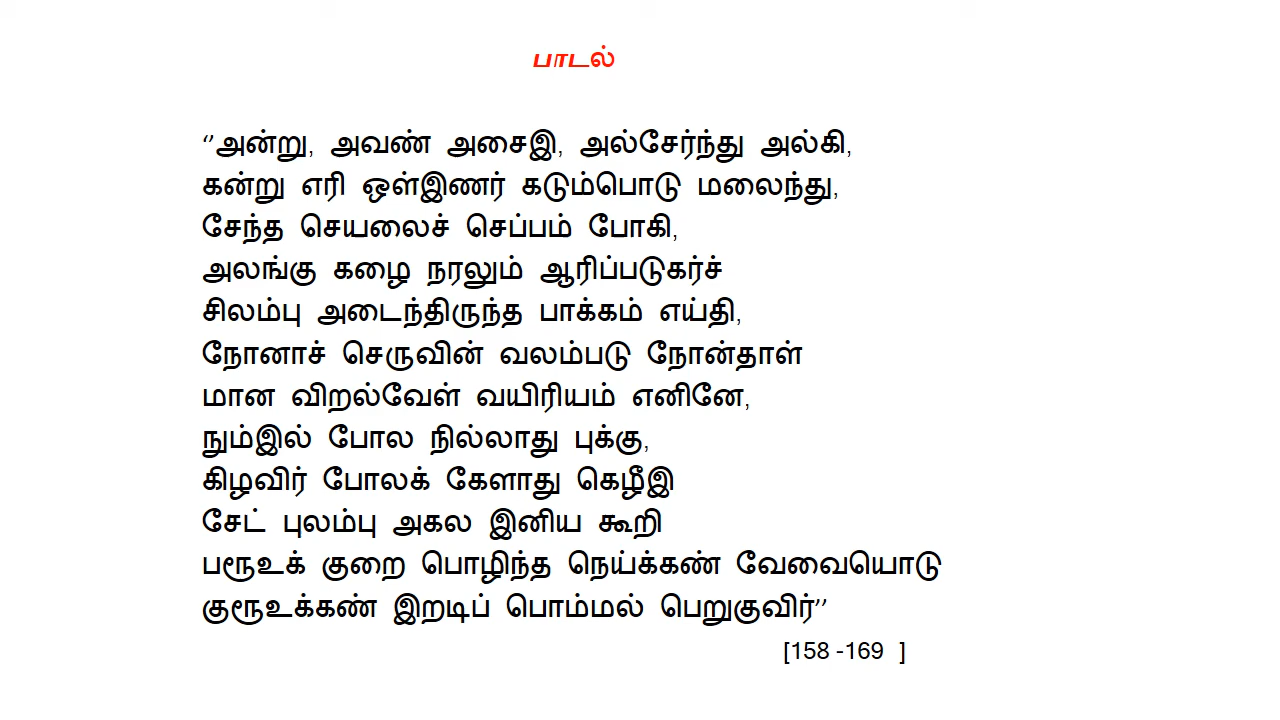 பாடல்
“அன்று, அவண் அசைஇ, அல்சேர்ந்து அல்கி,
கன்று எரி ஒள்இணர் கடும்பொடு மலைந்து,
சேந்த செயலைச் செப்பம் போகி,
அலங்கு கழை நரலும் ஆரிப்படுகர்ச்
சிலம்பு அடைந்திருந்த பாக்கம் எய்தி,
நோனாச் செருவின் வலம்படு நோன்தாள்
மான விறல்வேள் வயிரியம் எனினே,
நும்இல் போல நில்லாது புக்கு,
கிழவிர் போலக் கேளாது கெழீஇ
சேட் புலம்பு அகல இனிய கூறி
பரூஉக் குறை பொழிந்த நெய்க்கண் வேவையொடு
குரூஉக்கண் இறடிப் பொம்மல் பெறுகுவிர்”
[158 -169 ]